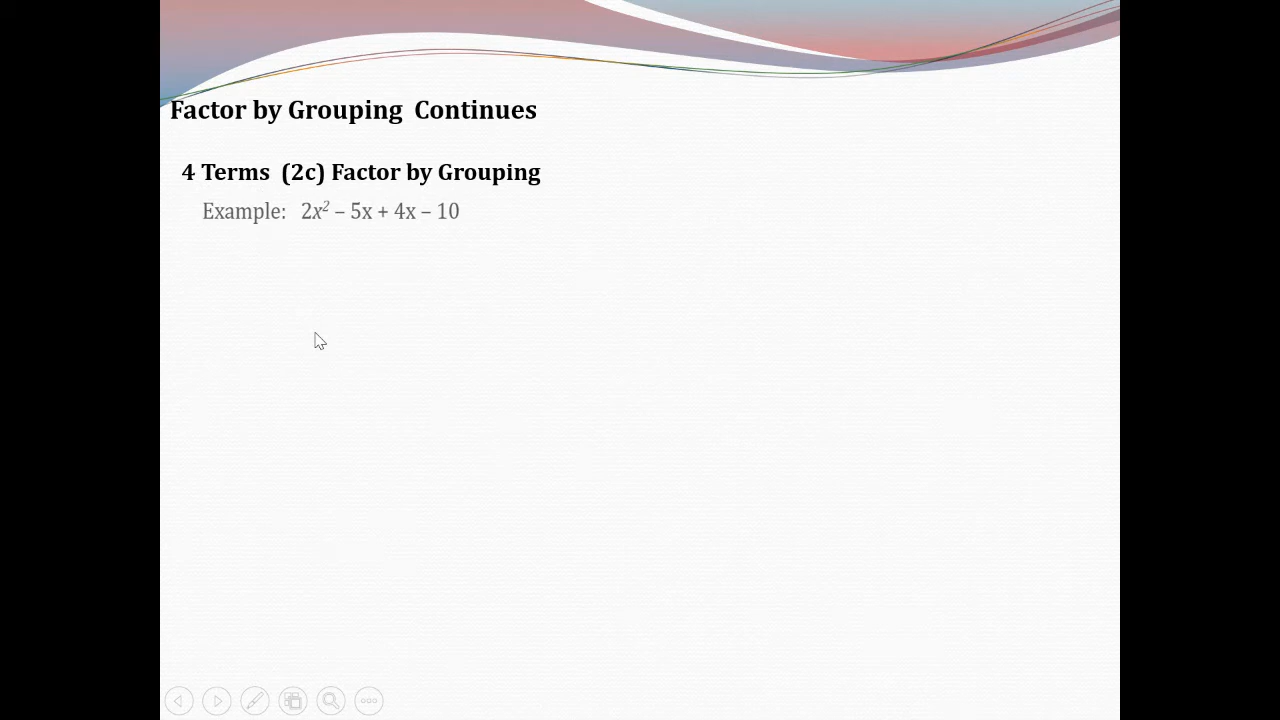 Factor by Grouping Continues
4 Terms (2c) Factor by Grouping
Example: 2x² – 5x + 4x – 10